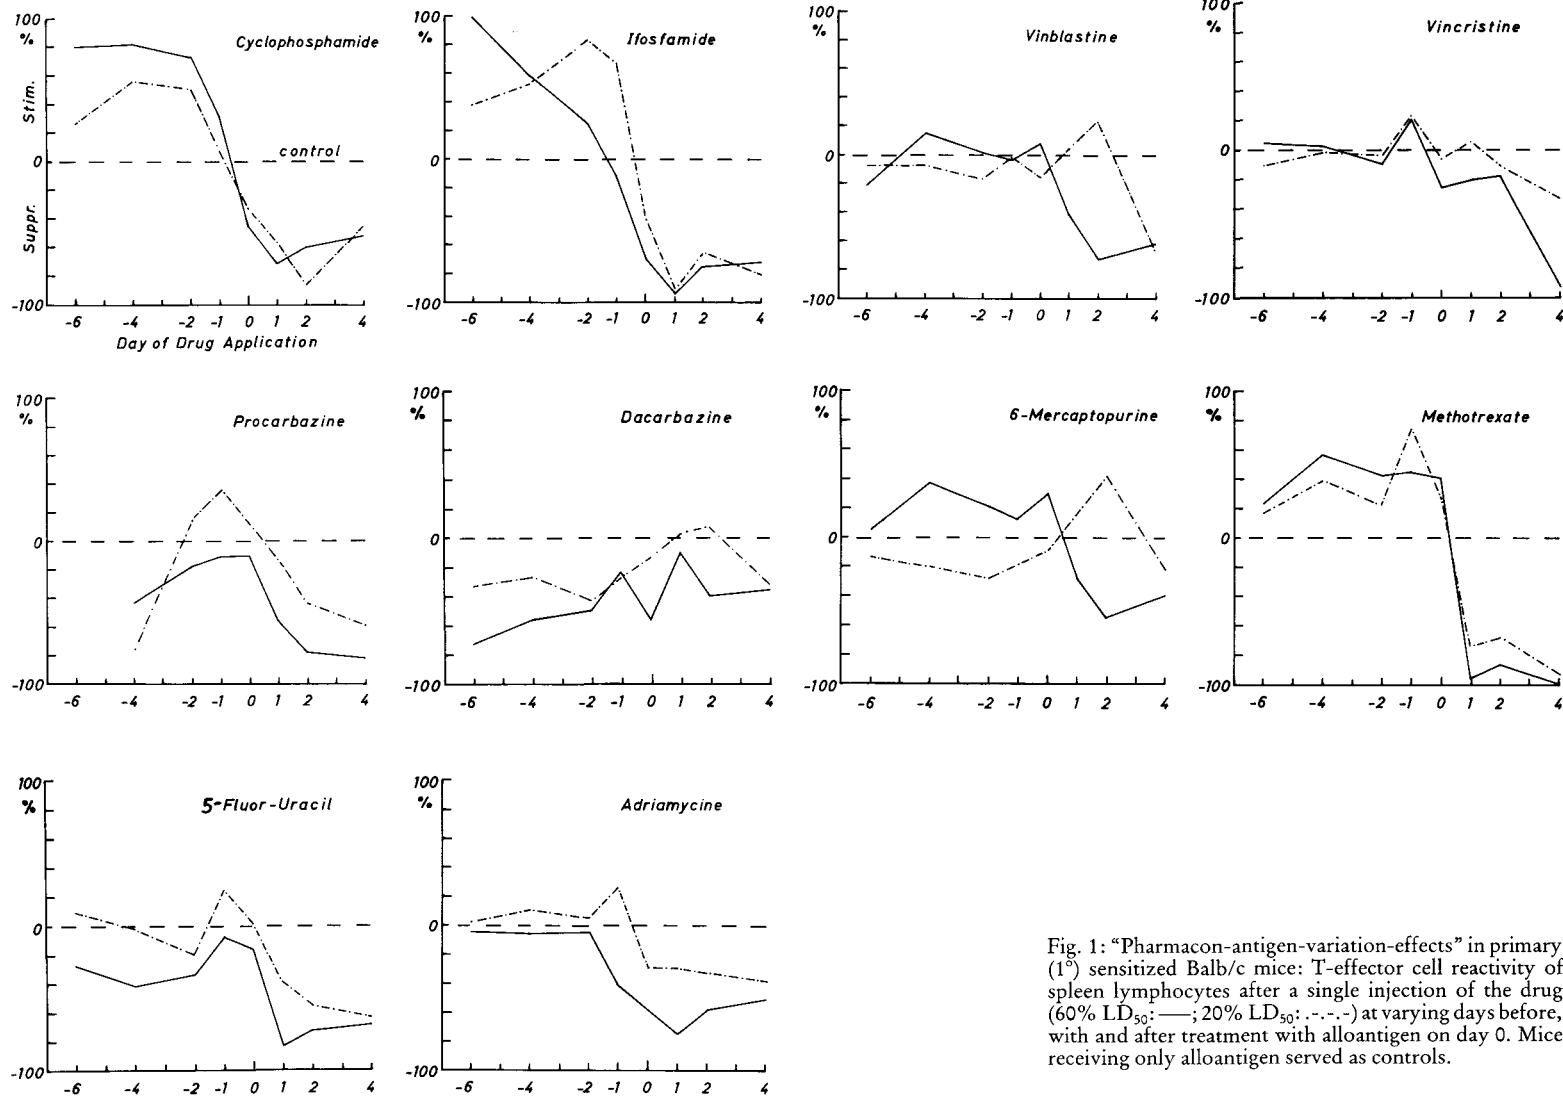 100
%
Cyclophosphamide
Stim.
control
0
Suppr.
-100
-6 -4 -2 -1 0 1 2 4
Day of Drug Application
100
%
Ifosfamide
0
-100
-6 -4 -2 -1 0 1 2 4
100
%
Vinblastine
0
-100
-6 -4 -2 -1 0 1 2 4
100
%
Vincristine
0
-100
-6 -4 -2 -1 0 1 2 4
100
%
Procarbazine
0
-100
-6 -4 -2 -1 0 1 2 4
100
%
Dacarbazine
0
-100
-6 -4 -2 -1 0 1 2 4
100
%
6-Mercaptopurine
0
-100
-6 -4 -2 -1 0 1 2 4
100
%
Methotrexate
0
-100
-6 -4 -2 -1 0 1 2 4
100
%
5-Fluor-Uracil
0
-100
-6 -4 -2 -1 0 1 2 4
100
%
Adriamycine
0
-100
-6 -4 -2 -1 0 1 2 4
Fig. 1: “Pharmacon-antigen-variation-effects” in primary
(1°) sensitized Balb/c mice: T-effector cell reactivity of
spleen lymphocytes after a single injection of the drug
(60% LD50: ——; 20% LD50: .-.-.-) at varying days before,
with and after treatment with alloantigen on day 0. Mice
receiving only alloantigen served as controls.